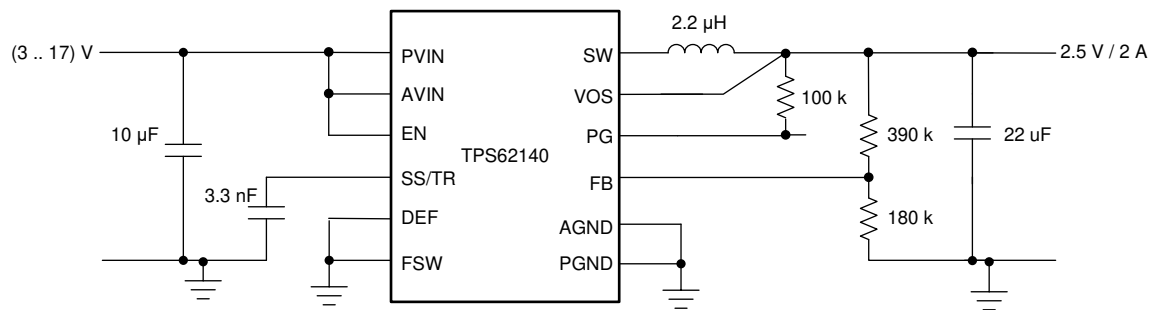 2.2 µH
(3 .. 17) V
PVIN
SW
2.5 V / 2 A
AVIN
VOS
100 k
10 µF
EN
PG
390 k
22 uF
TPS62140
3.3 nF
SS/TR
FB
DEF
AGND
180 k
FSW
PGND